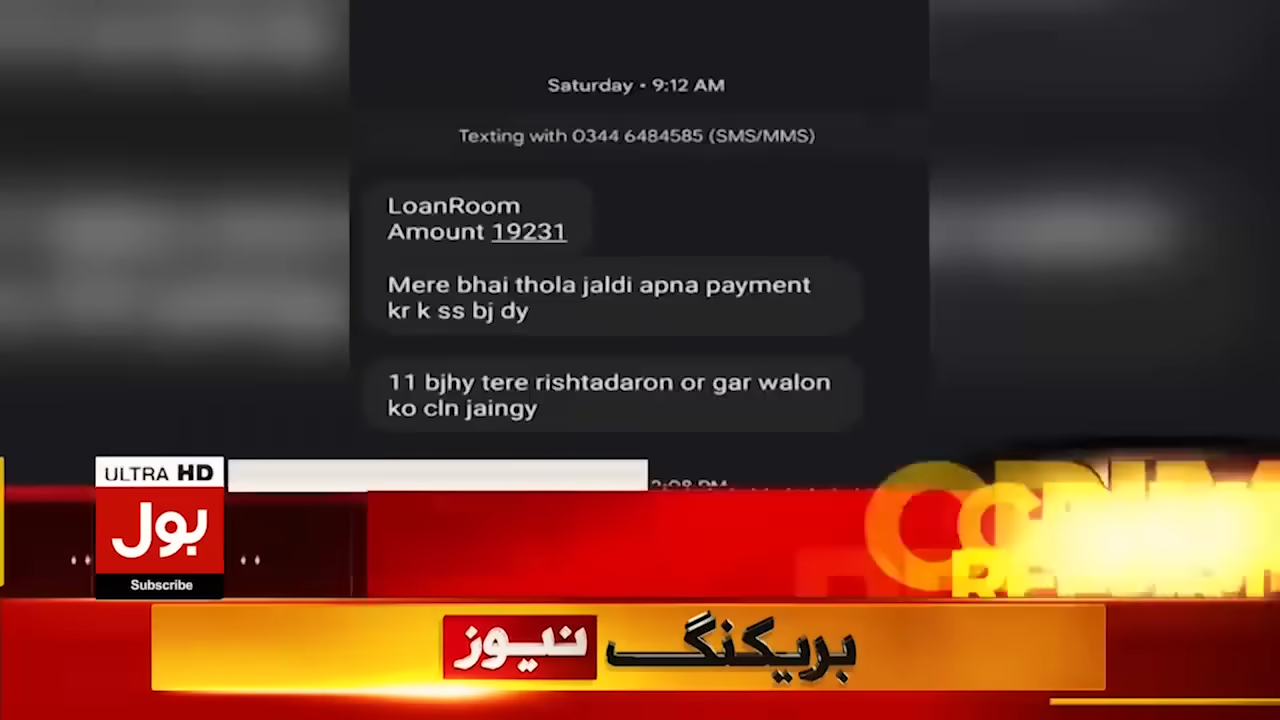 Saturday • 9:12 AM
Texting with 0344 6484585 (SMS/MMS)
LoanRoom
Amount 19231
Mere bhai thola jaldi apna payment
kr k ss bj dy
11 bjhy tere rishtadaron or gar walon
ko cln jaingy
ULTRA HD
بول
Subscribe
بریکنگ نیوز